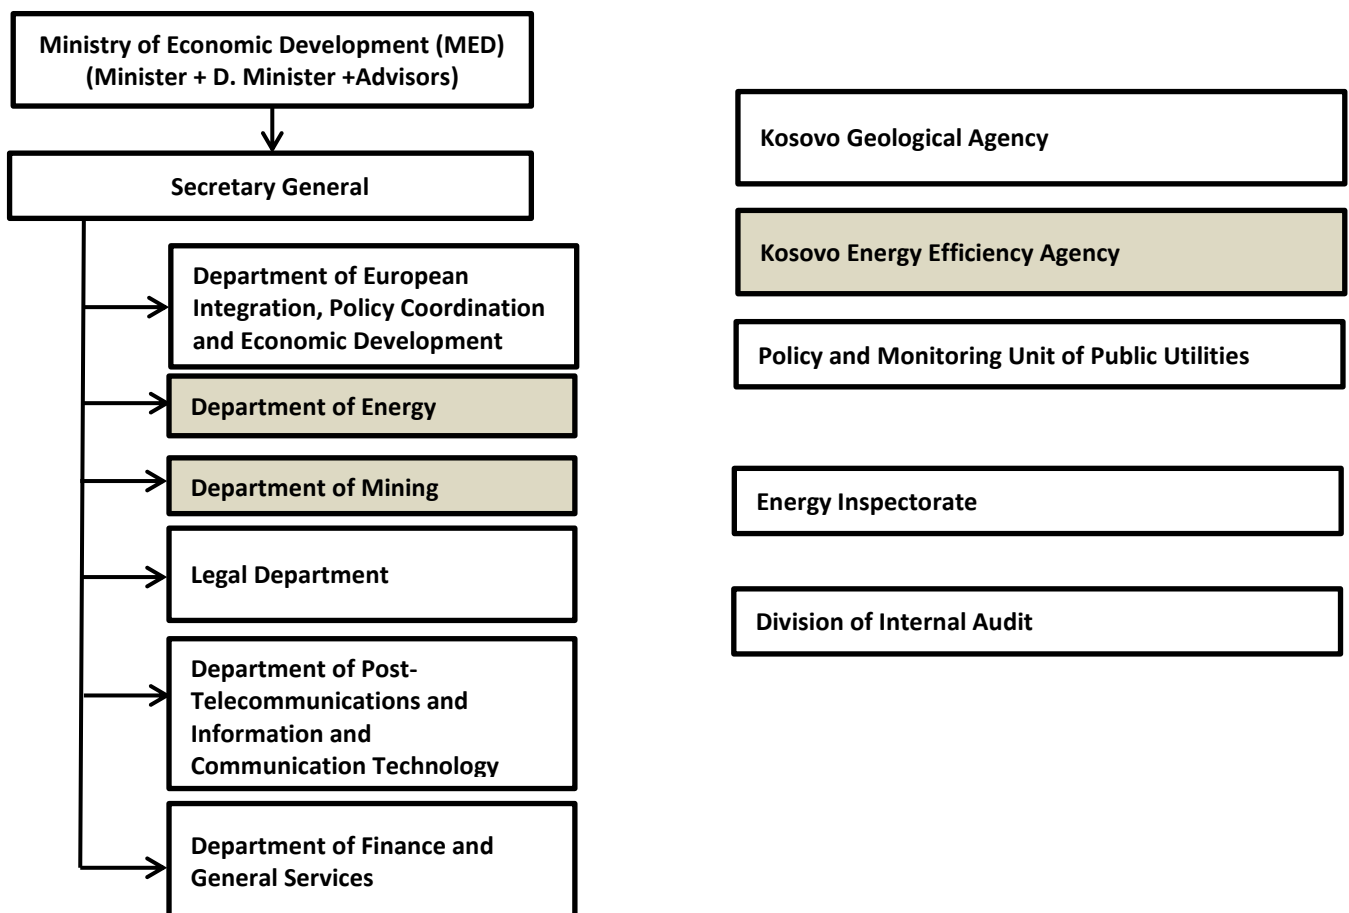 Ministry of Economic Development (MED)
(Minister + D. Minister +Advisors)
Secretary General
Department of European
Integration, Policy Coordination
and Economic Development
Department of Energy
Department of Mining
Legal Department
Department of Post-
Telecommunications and
Information and
Communication Technology
Department of Finance and
General Services
Kosovo Geological Agency
Kosovo Energy Efficiency Agency
Policy and Monitoring Unit of Public Utilities
Energy Inspectorate
Division of Internal Audit